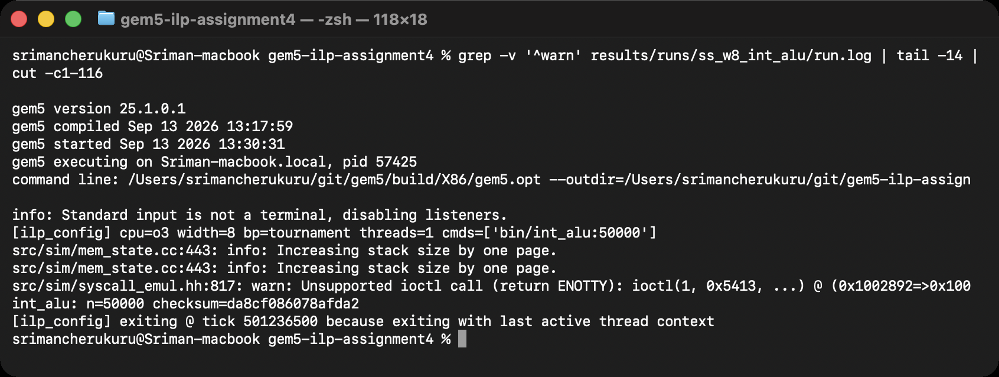 gem5-ilp-assignment4 — -zsh — 118×18
srimancherukuru@Sriman-macbook gem5-ilp-assignment4 % grep -v '^warn' results/runs/ss_w8_int_alu/run.log | tail -14 |
cut -c1-116
gem5 version 25.1.0.1
gem5 compiled Sep 13 2026 13:17:59
gem5 started Sep 13 2026 13:30:31
gem5 executing on Sriman-macbook.local, pid 57425
command line: /Users/srimancherukuru/git/gem5/build/X86/gem5.opt --outdir=/Users/srimancherukuru/git/gem5-ilp-assign
info: Standard input is not a terminal, disabling listeners.
[ilp_config] cpu=o3 width=8 bp=tournament threads=1 cmds=['bin/int_alu:50000']
src/sim/mem_state.cc:443: info: Increasing stack size by one page.
src/sim/mem_state.cc:443: info: Increasing stack size by one page.
src/sim/syscall_emul.hh:817: warn: Unsupported ioctl call (return ENOTTY): ioctl(1, 0x5413, ...) @ (0x1002892=>0x100
int_alu: n=50000 checksum=da8cf086078afda2
[ilp_config] exiting @ tick 501236500 because exiting with last active thread context
srimancherukuru@Sriman-macbook gem5-ilp-assignment4 %